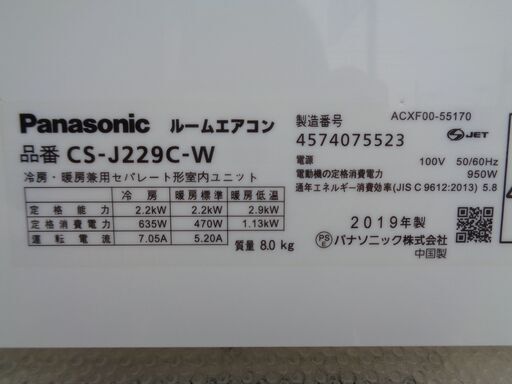 ACXF00-55170
Panasonic ルームエアコン
品番 CS-J229C-W
冷房・暖房兼用セパレート形室内ユニット
冷 房 暖房標準 暖房低温
定格能力 2.2kW 2.2kW 2.9kW
定格消費電力 635W 470W 1.13kW
運転電流 7.05A 5.20A
質量 8.0 kg
製造番号
4574075523
JET
電源 100V 50/60Hz
電動機の定格消費電力 950W
通年エネルギー消費効率(JIS C 9612:2013) 5.8
2019年製
PS E パナソニック株式会社
中国製